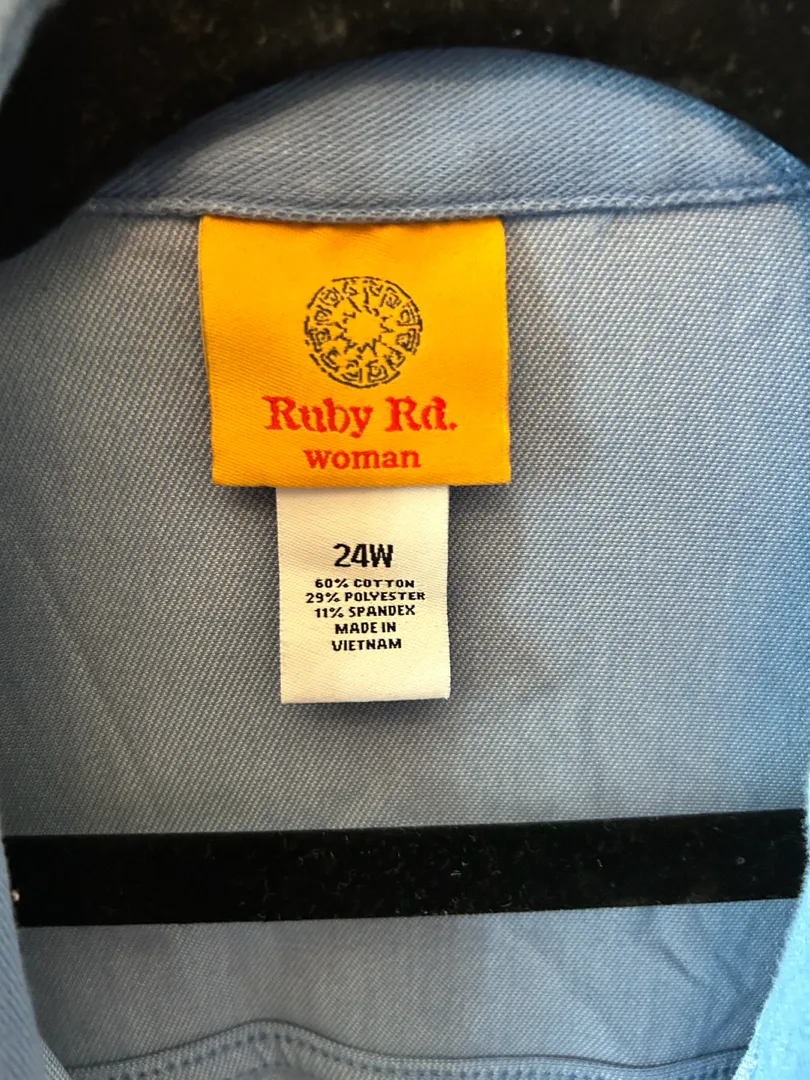 Ruby Rd.
woman
24W
60% COTTON
29% POLYESTER
11% SPANDEX
MADE IN
VIETNAM